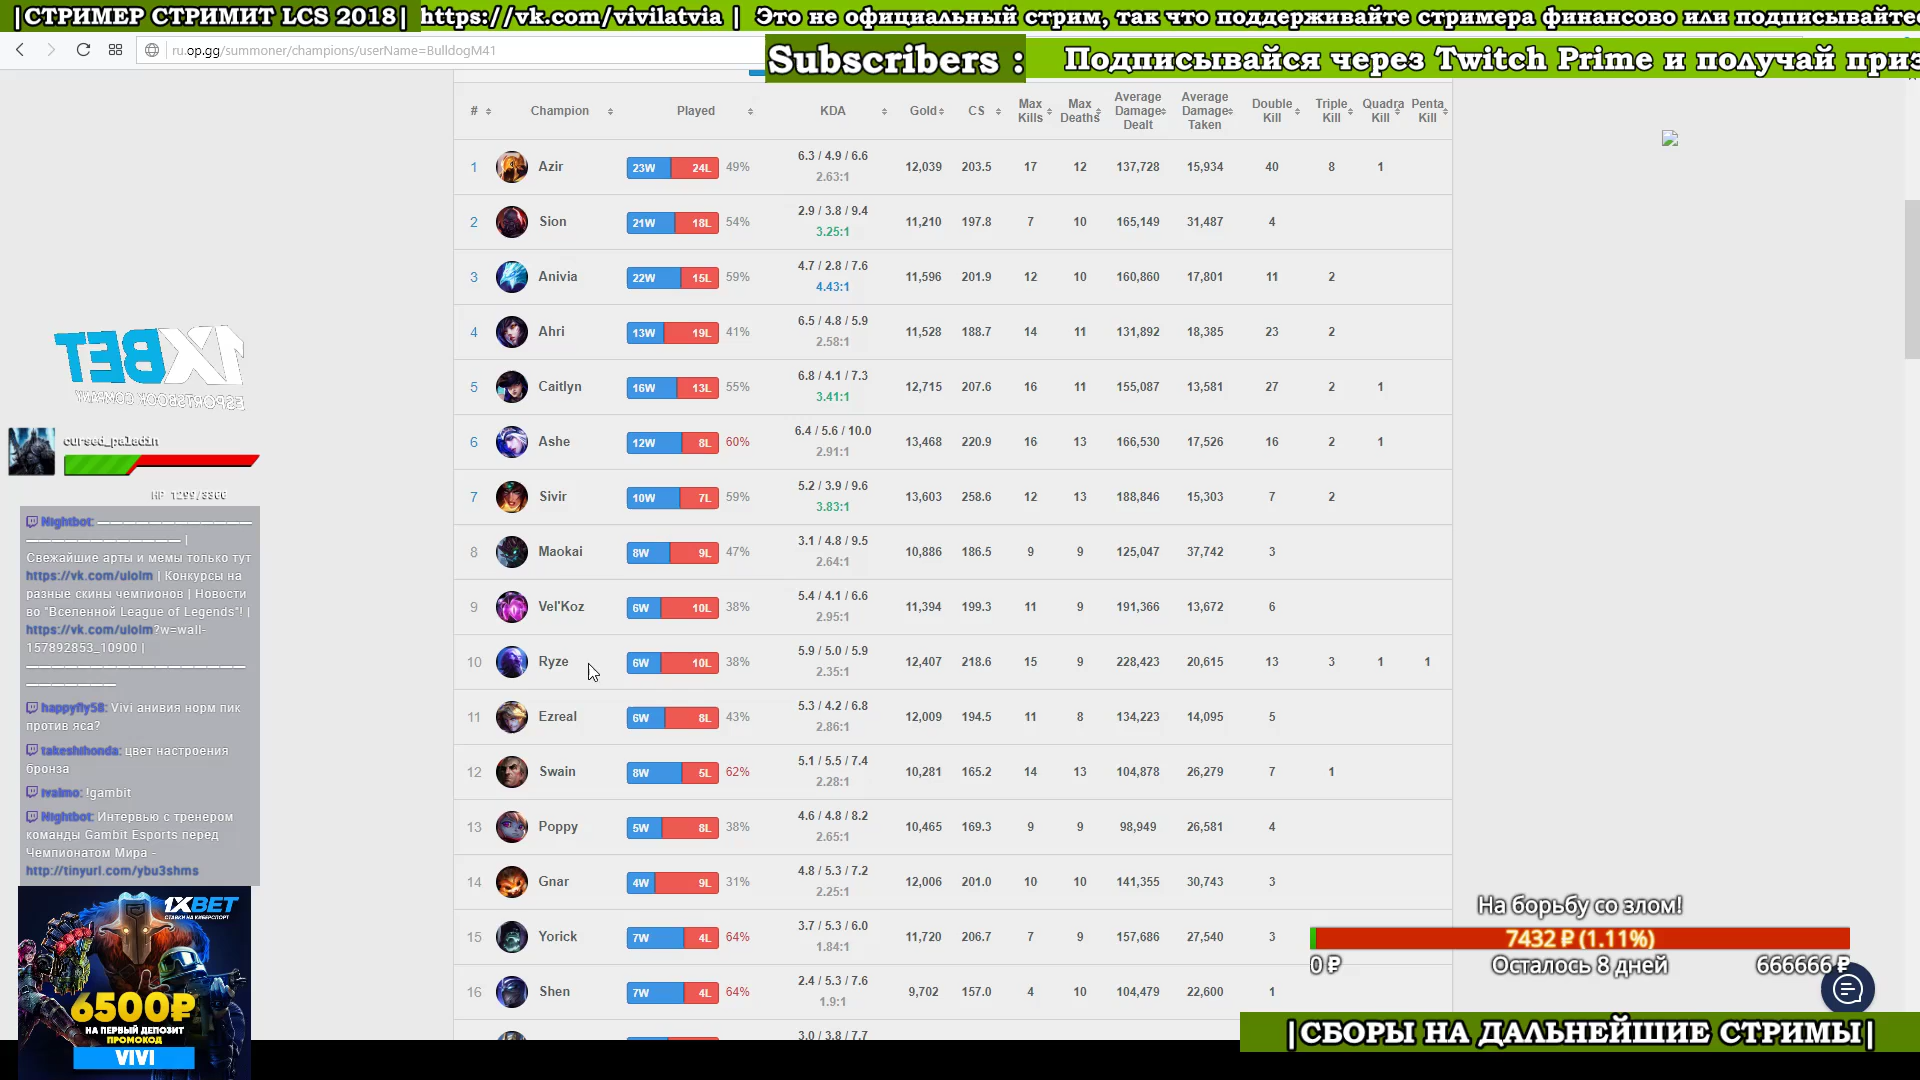 |СТРИМЕР СТРИМИТ LCS 2018| https://vk.com/vivilatvia | Это не официальный стрим, так что поддерживайте стримера финансово или подписывайтес
ru.op.gg/summoner/champions/userName=BulldogM41
Subscribers : Подписывайся через Twitch Prime и получай приз
# Champion Played KDA Gold CS Max Kills Max Deaths Average Damage Dealt Average Damage Taken Double Kill Triple Kill Quadra Kill Penta Kill
1 Azir 23W 24L 49% 6.3 / 4.9 / 6.6 2.63:1 12,039 203.5 17 12 137,728 15,934 40 8 1
2 Sion 21W 18L 54% 2.9 / 3.8 / 9.4 3.25:1 11,210 197.8 7 10 165,149 31,487 4
3 Anivia 22W 15L 59% 4.7 / 2.8 / 7.6 4.43:1 11,596 201.9 12 10 160,860 17,801 11 2
4 Ahri 13W 19L 41% 6.5 / 4.8 / 5.9 2.58:1 11,528 188.7 14 11 131,892 18,385 23 2
5 Caitlyn 16W 13L 55% 6.8 / 4.1 / 7.3 3.41:1 12,715 207.6 16 11 155,087 13,581 27 2 1
6 Ashe 12W 8L 60% 6.4 / 5.6 / 10.0 2.91:1 13,468 220.9 16 13 166,530 17,526 16 2 1
7 Sivir 10W 7L 59% 5.2 / 3.9 / 9.6 3.83:1 13,603 258.6 12 13 188,846 15,303 7 2
8 Maokai 8W 9L 47% 3.1 / 4.8 / 9.5 2.64:1 10,886 186.5 9 9 125,047 37,742 3
9 Vel'Koz 6W 10L 38% 5.4 / 4.1 / 6.6 2.95:1 11,394 199.3 11 9 191,366 13,672 6
10 Ryze 6W 10L 38% 5.9 / 5.0 / 5.9 2.35:1 12,407 218.6 15 9 228,423 20,615 13 3 1 1
11 Ezreal 6W 8L 43% 5.3 / 4.2 / 6.8 2.86:1 12,009 194.5 11 8 134,223 14,095 5
12 Swain 8W 5L 62% 5.1 / 5.5 / 7.4 2.28:1 10,281 165.2 14 13 104,878 26,279 7 1
13 Poppy 5W 8L 38% 4.6 / 4.8 / 8.2 2.65:1 10,465 169.3 9 9 98,949 26,581 4
14 Gnar 4W 9L 31% 4.8 / 5.3 / 7.2 2.25:1 12,006 201.0 10 10 141,355 30,743 3
15 Yorick 7W 4L 64% 3.7 / 5.3 / 6.0 1.84:1 11,720 206.7 7 9 157,686 27,540 3
16 Shen 7W 4L 64% 2.4 / 5.3 / 7.6 1.9:1 9,702 157.0 4 10 104,479 22,600 1
3.0 / 3.8 / 7.7
1XBET
ESPORTSBOOK COMPANY
cursed_paladin
HP 1299/3366
Nightbot: ————————————
———————————— |
Свежайшие арты и мемы только тут
https://vk.com/ulolm | Конкурсы на
разные скины чемпионов | Новости
во "Вселенной League of Legends"! |
https://vk.com/ulolm?w=wall-
157892853_10900 |
—————————————————
———————
happyfly58: Vivi анивия норм пик
против яса?
takeshihonda: цвет настроения
бронза
ivalmo: !gambit
Nightbot: Интервью с тренером
команды Gambit Esports перед
Чемпионатом Мира -
http://tinyurl.com/ybu3shms
1XBET
СТАВКИ НА КИБЕРСПОРТ
6500₽
НА ПЕРВЫЙ ДЕПОЗИТ
ПРОМОКОД
VIVI
На борьбу со злом!
7432 ₽ (1.11%)
0 ₽ Осталось 8 дней 666666 ₽
|СБОРЫ НА ДАЛЬНЕЙШИЕ СТРИМЫ|